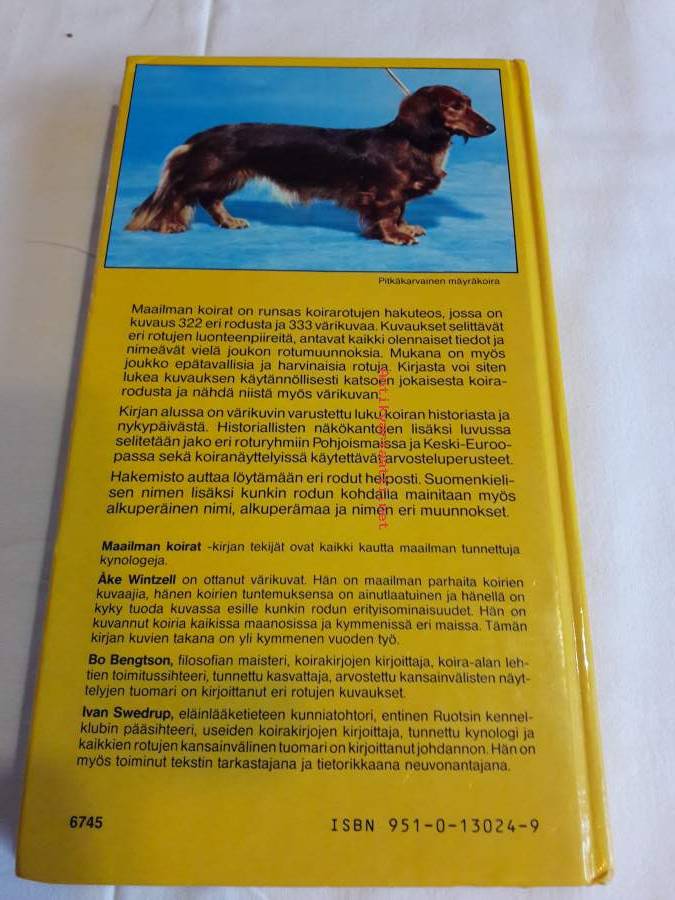 Pitkäkarvainen mäyräkoira
Maailman koirat on runsas koirarotujen hakuteos, jossa on
kuvaus 322 eri rodusta ja 333 värikuvaa. Kuvaukset selittävät
eri rotujen luonteenpiireitä, antavat kaikki olennaiset tiedot ja
nimeävät vielä joukon rotumuunnoksia. Mukana on myös
joukko epätavallisia ja harvinaisia rotuja. Kirjasta voi siten
lukea kuvauksen käytännöllisesti katsoen jokaisesta koira-
rodusta ja nähdä niistä myös värikuvan.
Kirjan alussa on värikuvin varustettu luku koiran historiasta ja
nykypäivästä. Historiallisten näkökantojen lisäksi luvussa
selitetään jako eri roturyhmiin Pohjoismaissa ja Keski-Euroo-
passa sekä koiranäyttelyissä käytettävät arvosteluperusteet.
Hakemisto auttaa löytämään eri rodut helposti. Suomenkieli-
sen nimen lisäksi kunkin rodun kohdalla mainitaan myös
alkuperäinen nimi, alkuperämaa ja nimen eri muunnokset.
Maailman koirat -kirjan tekijät ovat kaikki kautta maailman tunnettuja
kynologeja.
Åke Wintzell on ottanut värikuvat. Hän on maailman parhaita koirien
kuvaajia, hänen koirien tuntemuksensa on ainutlaatuinen ja hänellä on
kyky tuoda kuvassa esille kunkin rodun erityisominaisuudet. Hän on
kuvannut koiria kaikissa maanosissa ja kymmenissä eri maissa. Tämän
kirjan kuvien takana on yli kymmenen vuoden työ.
Bo Bengtson, filosofian maisteri, koirakirjojen kirjoittaja, koira-alan leh-
tien toimitussihteeri, tunnettu kasvattaja, arvostettu kansainvälisten näyt-
telyjen tuomari on kirjoittanut eri rotujen kuvaukset.
Ivan Swedrup, eläinlääketieteen kunniatohtori, entinen Ruotsin kennel-
klubin pääsihteeri, useiden koirakirjojen kirjoittaja, tunnettu kynologi ja
kaikkien rotujen kansainvälinen tuomari on kirjoittanut johdannon. Hän on
myös toiminut tekstin tarkastajana ja tietorikkaana neuvonantajana.
6745
ISBN 951-0-13024-9